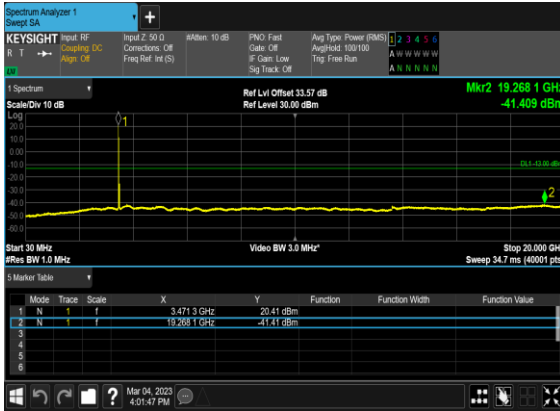 Spectrum Analyzer 1
Swept SA
+
KEYSIGHT
R T
LV
Input: RF
Coupling: DC
Align: Off
Input Z: 50 Ω
Corrections: Off
Freq Ref: Int (S)
#Atten: 10 dB
PNO: Fast
Gate: Off
IF Gain: Low
Sig Track: Off
Avg Type: Power (RMS)
Avg|Hold: 100/100
Trig: Free Run
1 2 3 4 5 6
A W W W W W
A N N N N N
1 Spectrum
Scale/Div 10 dB
Ref Lvl Offset 33.57 dB
Ref Level 30.00 dBm
Mkr2 19.268 1 GHz
-41.409 dBm
Log
20.0
10.0
0.00
-10.0
-20.0
-30.0
-40.0
-50.0
-60.0
1
DL1 -13.00 dBm
2
Start 30 MHz
#Res BW 1.0 MHz
Video BW 3.0 MHz*
Stop 20.000 GH
Sweep 34.7 ms (40001 pts
5 Marker Table
Mode Trace Scale X Y Function Function Width Function Value
1 N 1 f 3.471 3 GHz 20.41 dBm
2 N 1 f 19.268 1 GHz -41.41 dBm
3
4
5
6
?
Mar 04, 2023
4:01:47 PM